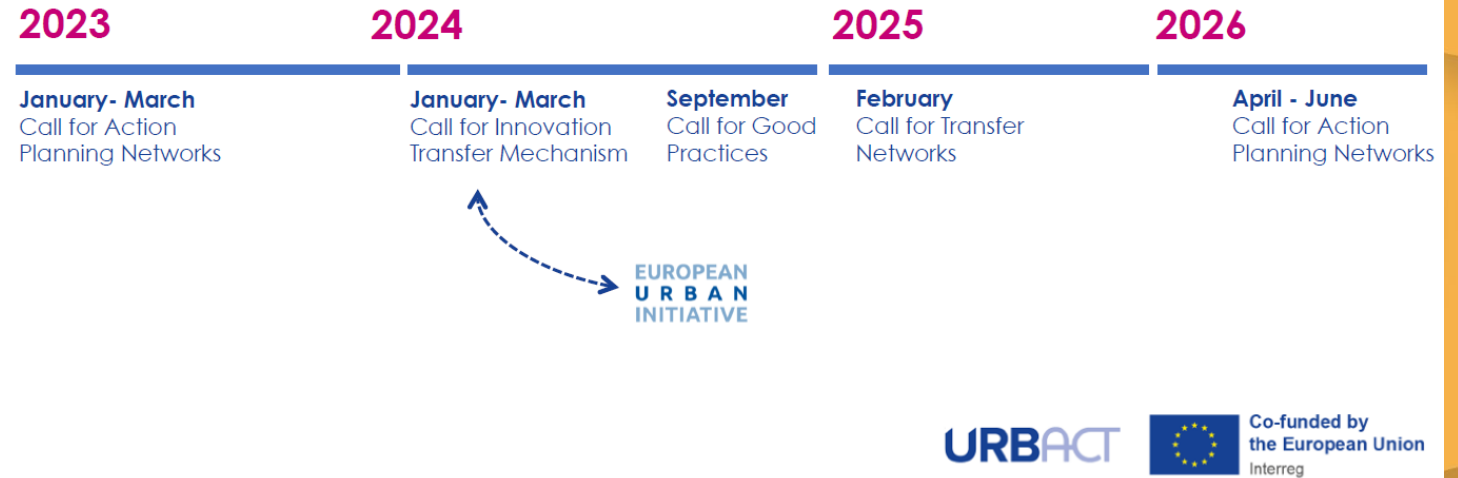 2023
2024
2025
2026
January- March
Call for Action
Planning Networks
January- March
Call for Innovation
Transfer Mechanism
September
Call for Good
Practices
February
Call for Transfer
Networks
April - June
Call for Action
Planning Networks
EUROPEAN
URBAN
INITIATIVE
URBACT
Co-funded by
the European Union
Interreg